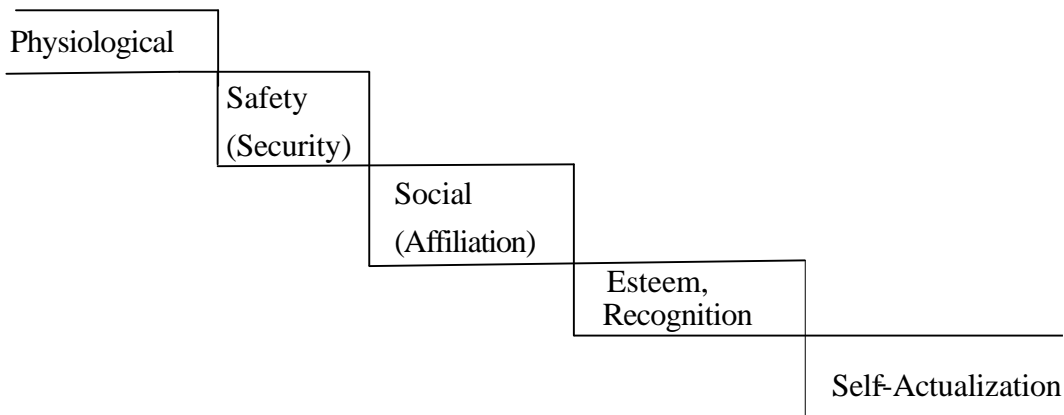 Physiological
Safety
(Security)
Social
(Affiliation)
Esteem,
Recognition
Self-Actualization